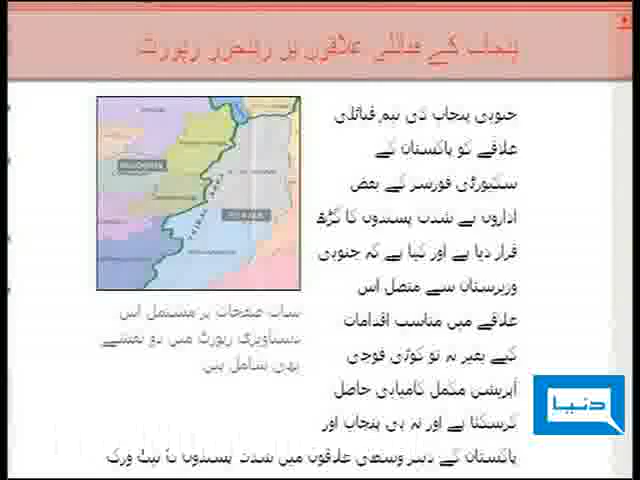 پنجاب کے قبائلی علاقوں پر رینجرز رپورٹ
جنوبی پنجاب کی نیم قبائلی
علاقے کو پاکستان کے
سکیورٹی فورسز کے بعض
اداروں نے شدت پسندوں کا گڑھ
قرار دیا ہے اور کہا ہے کہ جنوبی
وزیرستان سے متصل اس
علاقے میں مناسب اقدامات
کیے بغیر نہ تو کوئی فوجی
آپریشن مکمل کامیابی حاصل
کرسکتا ہے اور نہ ہی پنجاب اور
پاکستان کے دیگر وسطی علاقوں میں شدت پسندوں کا نیٹ ورک
سات صفحات پر مشتمل اس
دستاویزی رپورٹ میں دو نقشے
بھی شامل ہیں
TRIBAL AREA
دنیا